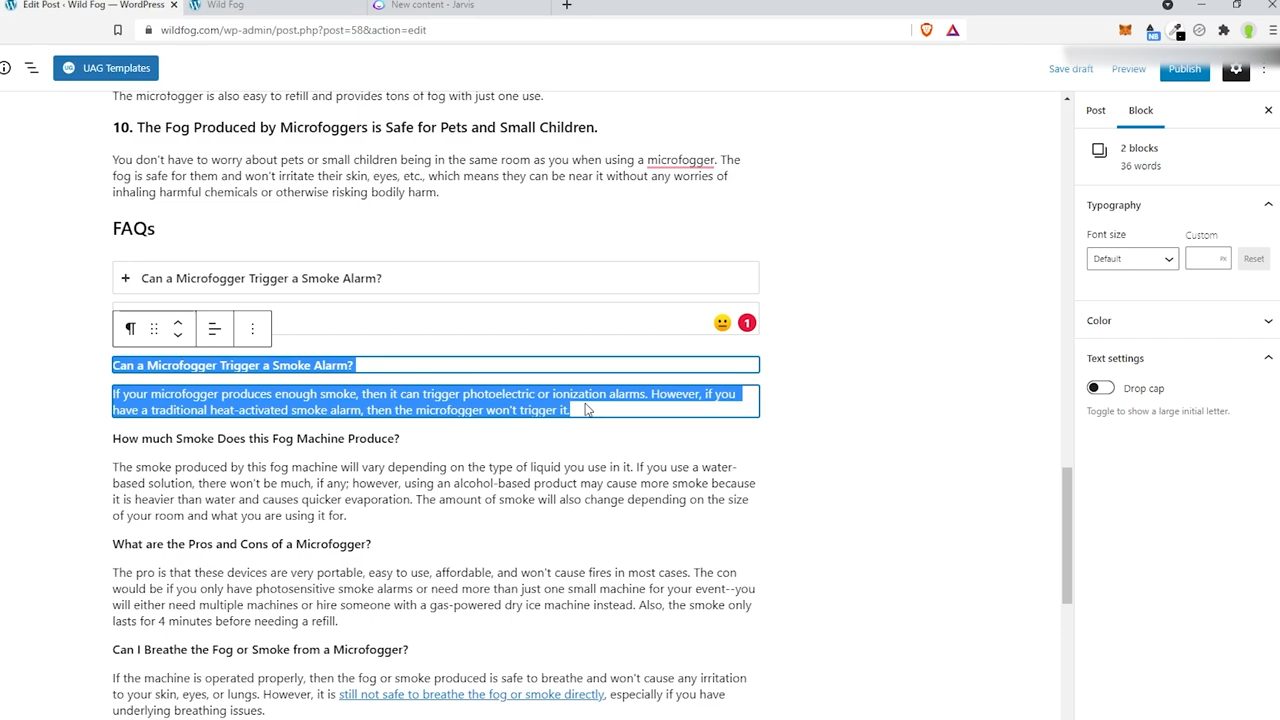 Edit Post ‹ Wild Fog — WordPress
Wild Fog
New content - Jarvis
wildfog.com/wp-admin/post.php?post=58&action=edit
UAG Templates
Save draft
Preview
Publish
The microfogger is also easy to refill and provides tons of fog with just one use.
10. The Fog Produced by Microfoggers is Safe for Pets and Small Children.
You don't have to worry about pets or small children being in the same room as you when using a microfogger. The
fog is safe for them and won't irritate their skin, eyes, etc., which means they can be near it without any worries of
inhaling harmful chemicals or otherwise risking bodily harm.
FAQs
Can a Microfogger Trigger a Smoke Alarm?
1
Can a Microfogger Trigger a Smoke Alarm?
If your microfogger produces enough smoke, then it can trigger photoelectric or ionization alarms. However, if you
have a traditional heat-activated smoke alarm, then the microfogger won't trigger it.
How much Smoke Does this Fog Machine Produce?
The smoke produced by this fog machine will vary depending on the type of liquid you use in it. If you use a water-
based solution, there won't be much, if any; however, using an alcohol-based product may cause more smoke because
it is heavier than water and causes quicker evaporation. The amount of smoke will also change depending on the size
of your room and what you are using it for.
What are the Pros and Cons of a Microfogger?
The pro is that these devices are very portable, easy to use, affordable, and won't cause fires in most cases. The con
would be if you only have photosensitive smoke alarms or need more than just one small machine for your event--you
will either need multiple machines or hire someone with a gas-powered dry ice machine instead. Also, the smoke only
lasts for 4 minutes before needing a refill.
Can I Breathe the Fog or Smoke from a Microfogger?
If the machine is operated properly, then the fog or smoke produced is safe to breathe and won't cause any irritation
to your skin, eyes, or lungs. However, it is still not safe to breathe the fog or smoke directly, especially if you have
underlying breathing issues.
Post
Block
2 blocks
36 words
Typography
Font size
Custom
Default
PX
Reset
Color
Text settings
Drop cap
Toggle to show a large initial letter.